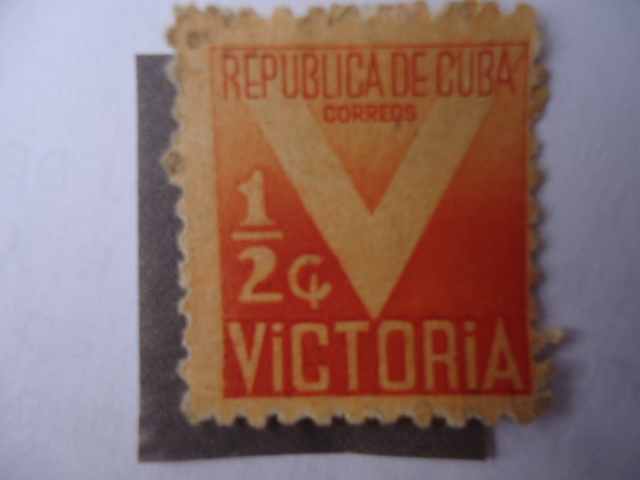 REPUBLICA DE CUBA
CORREOS
V
1/2 ¢
ViCTORiA